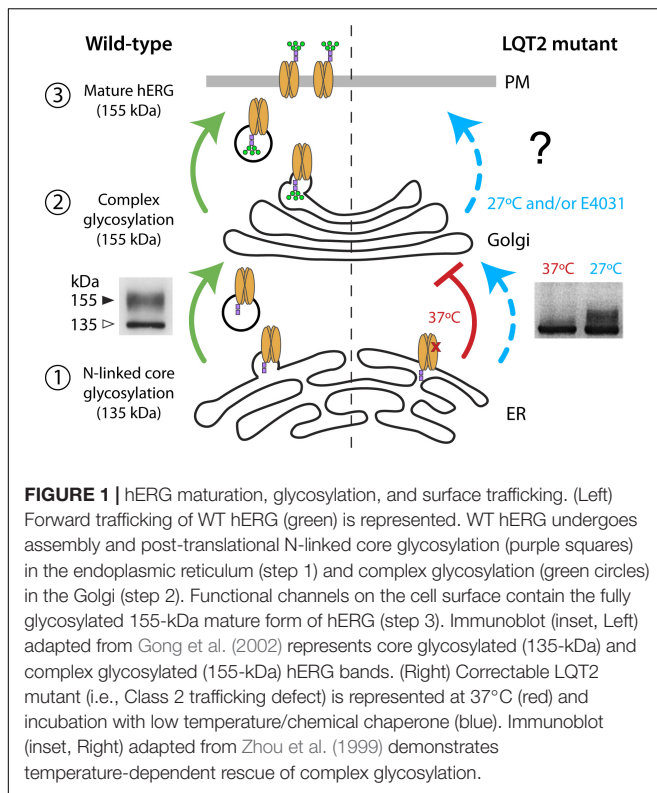 Wild-type
LQT2 mutant
③ Mature hERG
(155 kDa)
PM
?
② Complex
glycosylation
(155 kDa)
27ºC and/or E4031
Golgi
kDa
155
135
37ºC
37ºC 27ºC
x
① N-linked core
glycosylation
(135 kDa)
ER
FIGURE 1 | hERG maturation, glycosylation, and surface trafficking. (Left)
Forward trafficking of WT hERG (green) is represented. WT hERG undergoes
assembly and post-translational N-linked core glycosylation (purple squares)
in the endoplasmic reticulum (step 1) and complex glycosylation (green circles)
in the Golgi (step 2). Functional channels on the cell surface contain the fully
glycosylated 155-kDa mature form of hERG (step 3). Immunoblot (inset, Left)
adapted from Gong et al. (2002) represents core glycosylated (135-kDa) and
complex glycosylated (155-kDa) hERG bands. (Right) Correctable LQT2
mutant (i.e., Class 2 trafficking defect) is represented at 37°C (red) and
incubation with low temperature/chemical chaperone (blue). Immunoblot
(inset, Right) adapted from Zhou et al. (1999) demonstrates
temperature-dependent rescue of complex glycosylation.